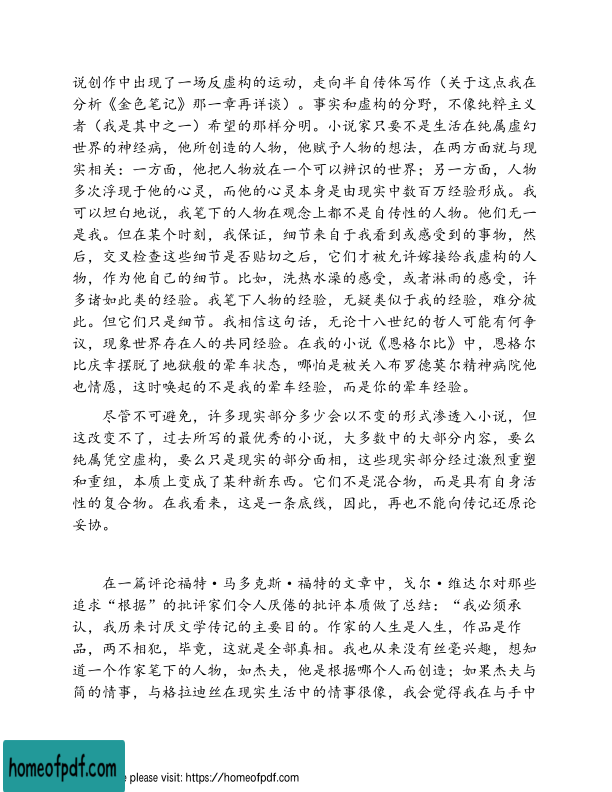 说创作中出现了一场反虚构的运动，走向半自传体写作（关于这点我在
分析《金色笔记》那一章再详谈）。事实和虚构的分野，不像纯粹主义
者（我是其中之一）希望的那样分明。小说家只要不是生活在纯属虚幻
世界的神经病，他所创造的人物，他赋予人物的想法，在两方面就与现
实相关：一方面，他把人物放在一个可以辨识的世界；另一方面，人物
多次浮现于他的心灵，而他的心灵本身是由现实中数百万经验形成。我
可以坦白地说，我笔下的人物在观念上都不是自传性的人物。他们无一
是我。但在某个时刻，我保证，细节来自于我看到或感受到的事物，然
后，交叉检查这些细节是否贴切之后，它们才被允许嫁接给我虚构的人
物，作为他自己的细节。比如，洗热水澡的感受，或者淋雨的感受，许
多诸如此类的经验。我笔下人物的经验，无疑类似于我的经验，难分彼
此。但它们只是细节。我相信这句话，无论十八世纪的哲人可能有何争
议，现象世界存在人的共同经验。在我的小说《恩格尔比》中，恩格尔
比庆幸摆脱了地狱般的晕车状态，哪怕是被关入布罗德莫尔精神病院他
也情愿，这时唤起的不是我的晕车经验，而是你的晕车经验。
尽管不可避免，许多现实部分多少会以不变的形式渗透入小说，但
这改变不了，过去所写的最优秀的小说，大多数中的大部分内容，要么
纯属凭空虚构，要么只是现实的部分面相，这些现实部分经过激烈重塑
和重组，本质上变成了某种新东西。它们不是混合物，而是具有自身活
性的复合物。在我看来，这是一条底线，因此，再也不能向传记还原论
妥协。
在一篇评论福特·马多克斯·福特的文章中，戈尔·维达尔对那些
追求“根据”的批评家们令人厌倦的批评本质做了总结：“我必须承
认，我历来讨厌文学传记的主要目的。作家的人生是人生，作品是作
品，两不相犯，毕竟，这就是全部真相。我也从来没有丝毫兴趣，想知
道一个作家笔下的人物，如杰夫，他是根据哪个人而创造；如果杰夫与
简的情事，与格拉迪丝在现实生活中的情事很像，我会觉得我在与手中
homeofpdf.com
e please visit: https://homeofpdf.com